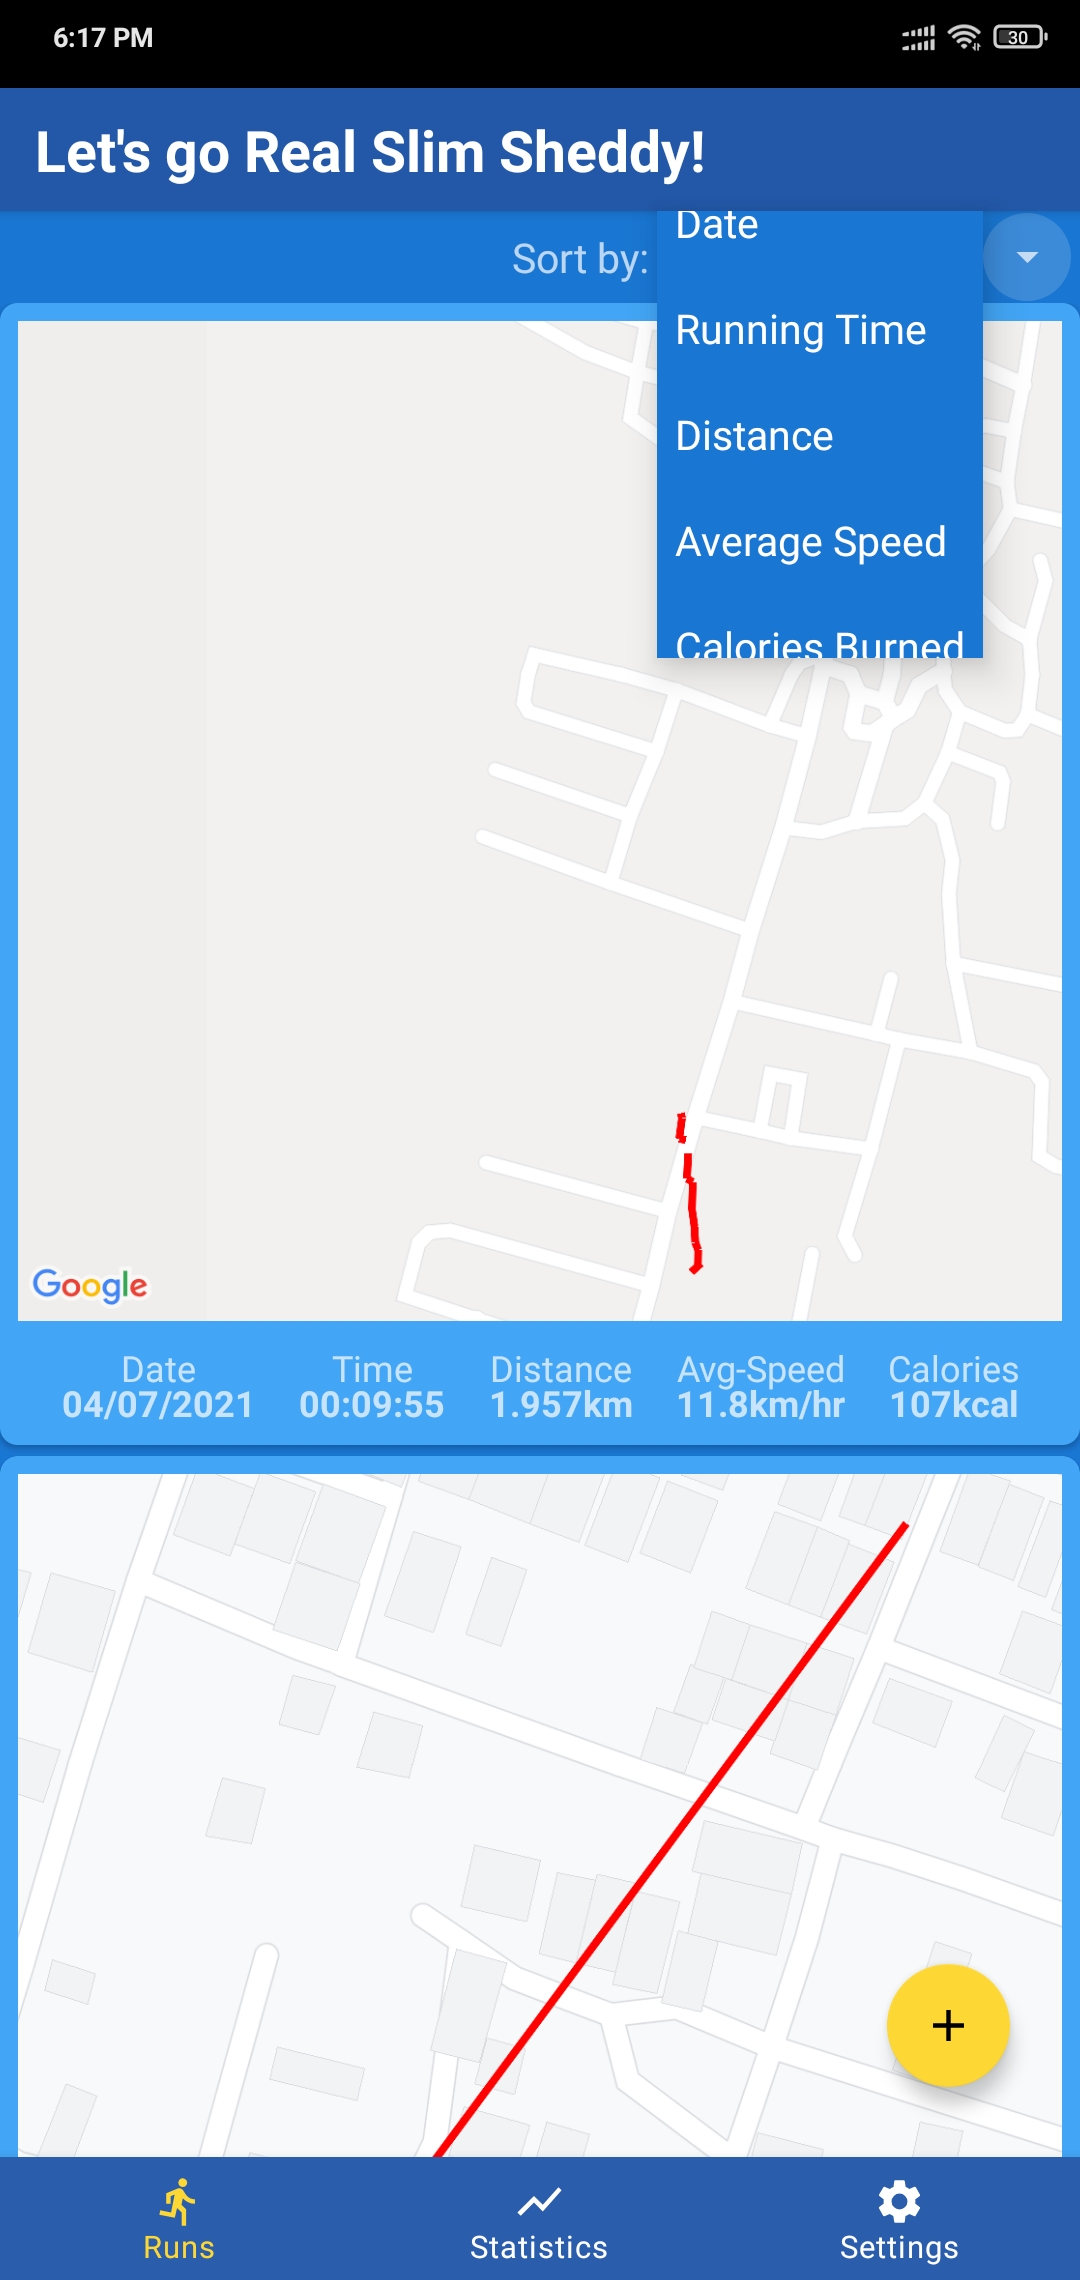 6:17 PM
30
Let's go Real Slim Sheddy!
Sort by:
Date
Running Time
Distance
Average Speed
Calories Burned
Google
Date Time Distance Avg-Speed Calories
04/07/2021 00:09:55 1.957km 11.8km/hr 107kcal
+
Runs Statistics Settings